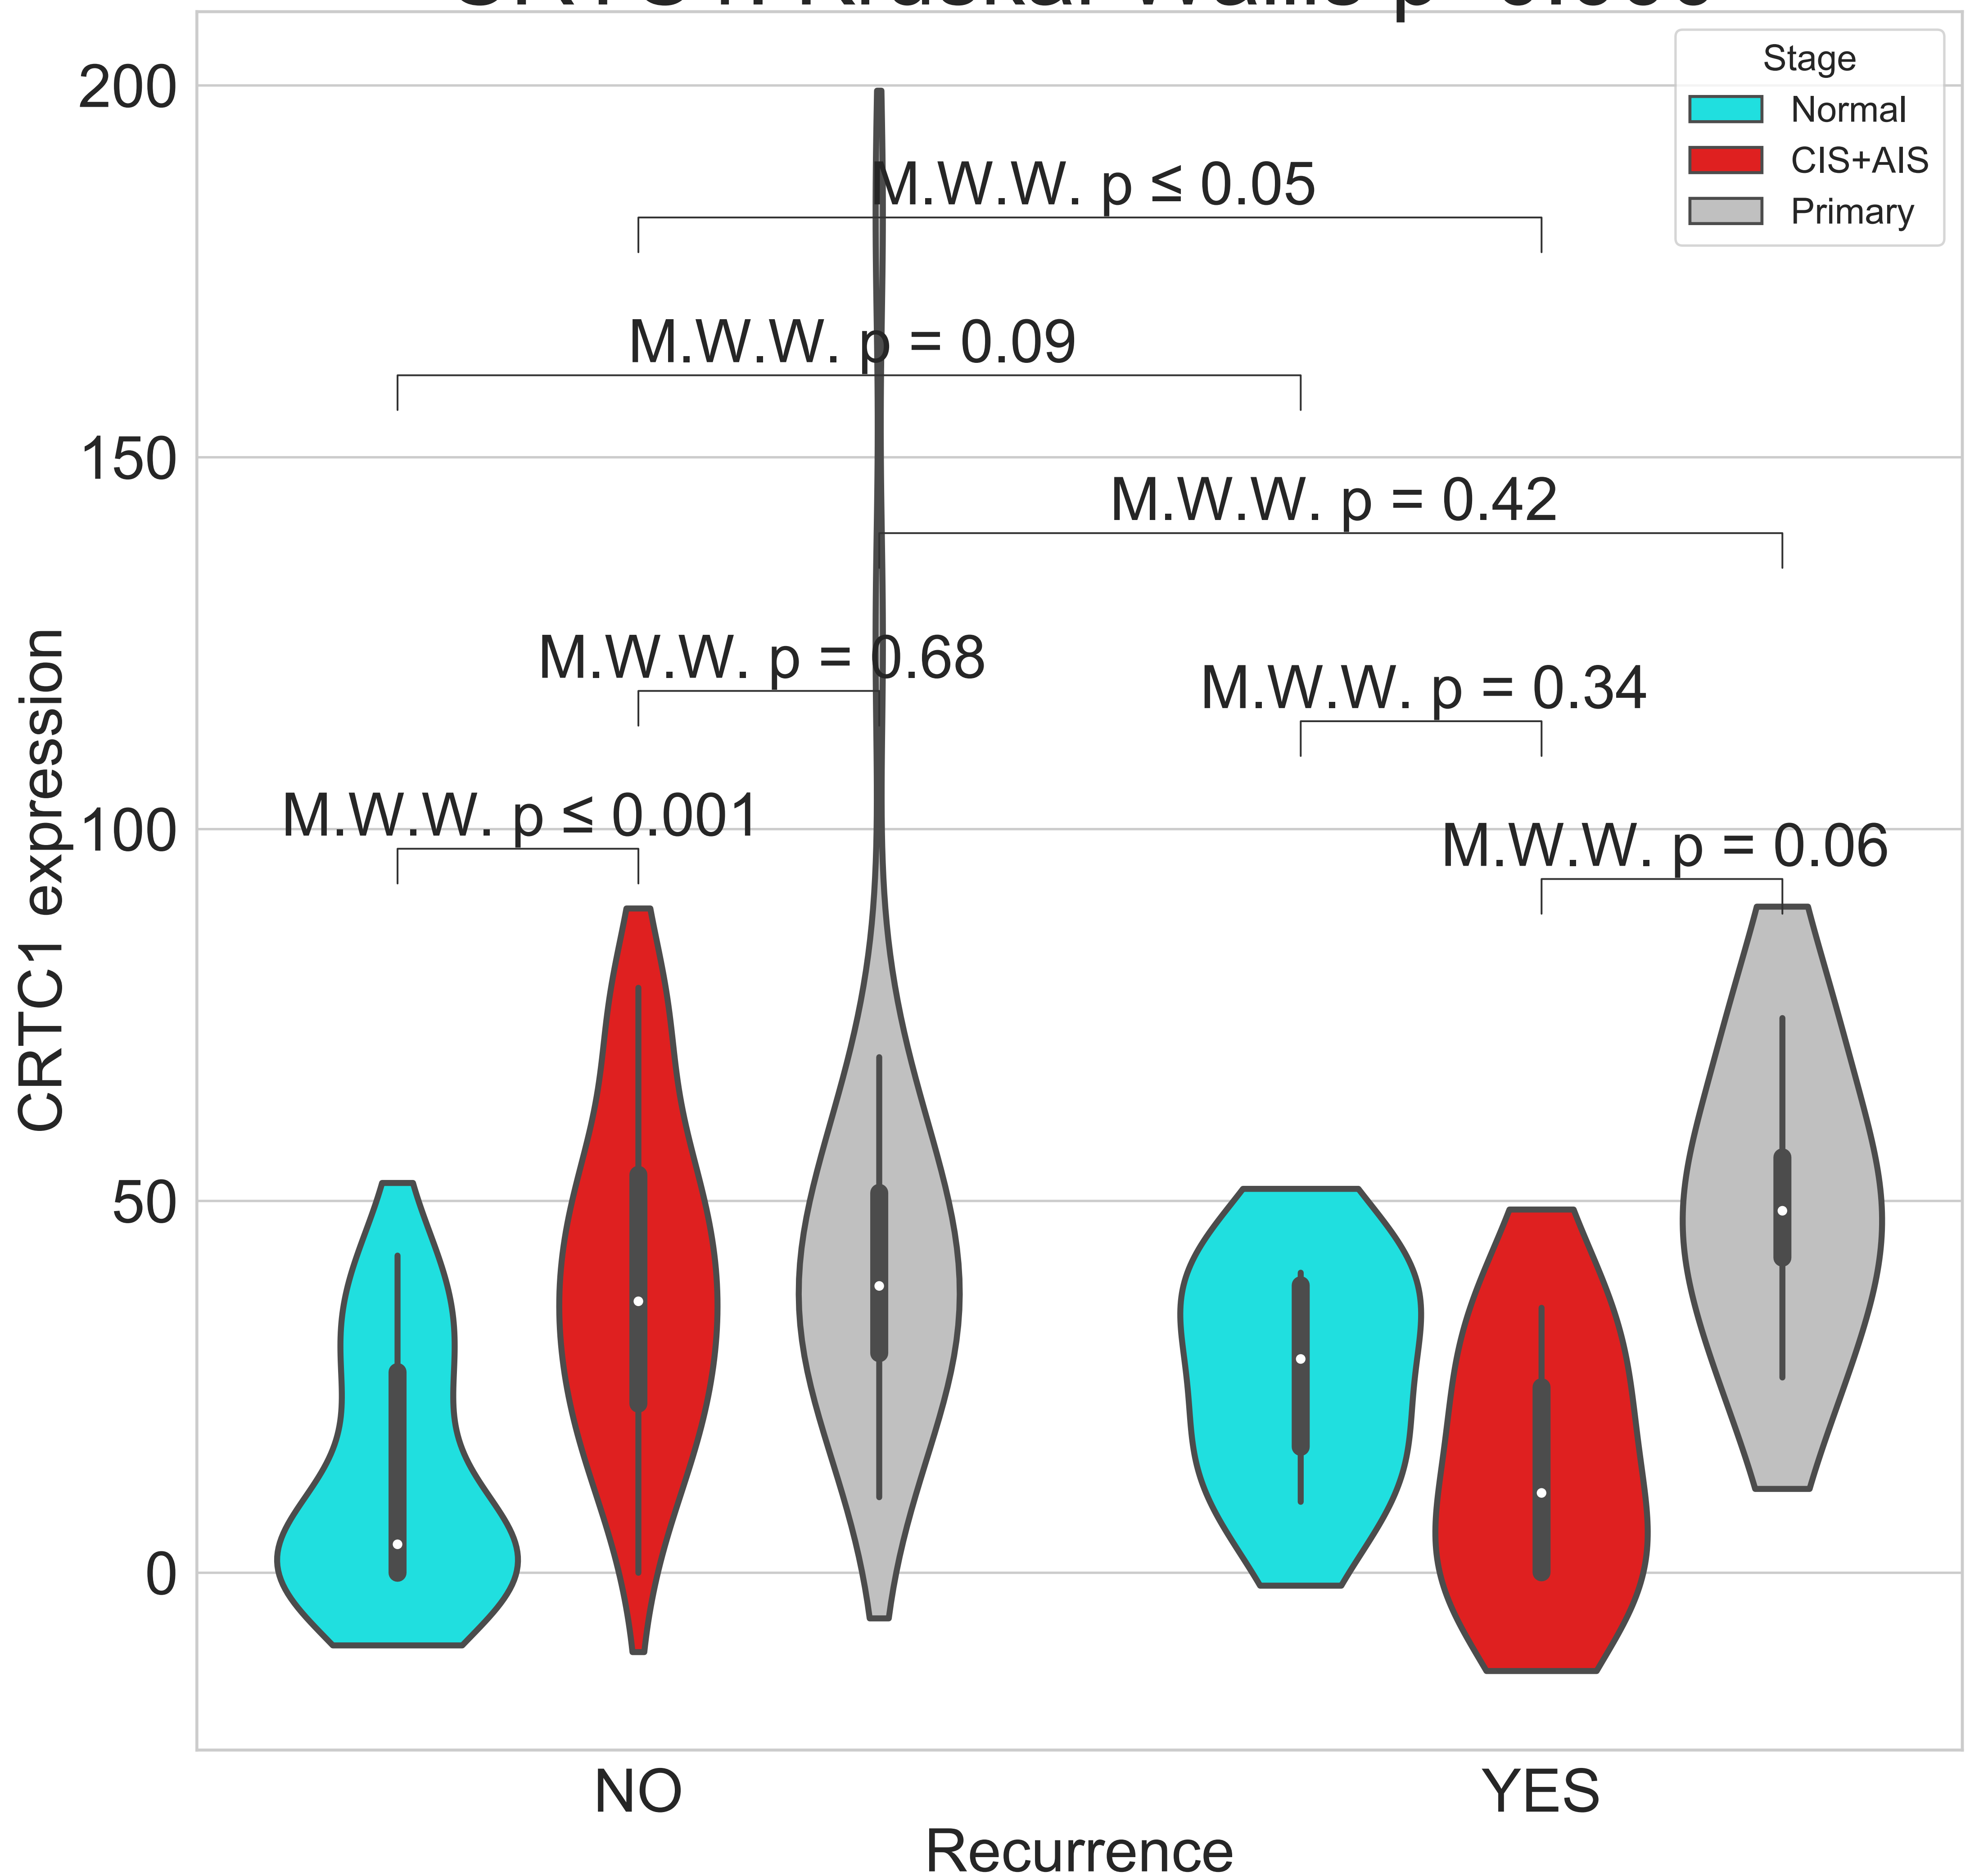 Stage
Normal
CIS+AIS
Primary
200
150
100
50
0
CRTC1 expression
M.W.W. p ≤ 0.05
M.W.W. p = 0.09
M.W.W. p = 0.42
M.W.W. p = 0.68
M.W.W. p = 0.34
M.W.W. p ≤ 0.001
M.W.W. p = 0.06
NO
YES
Recurrence